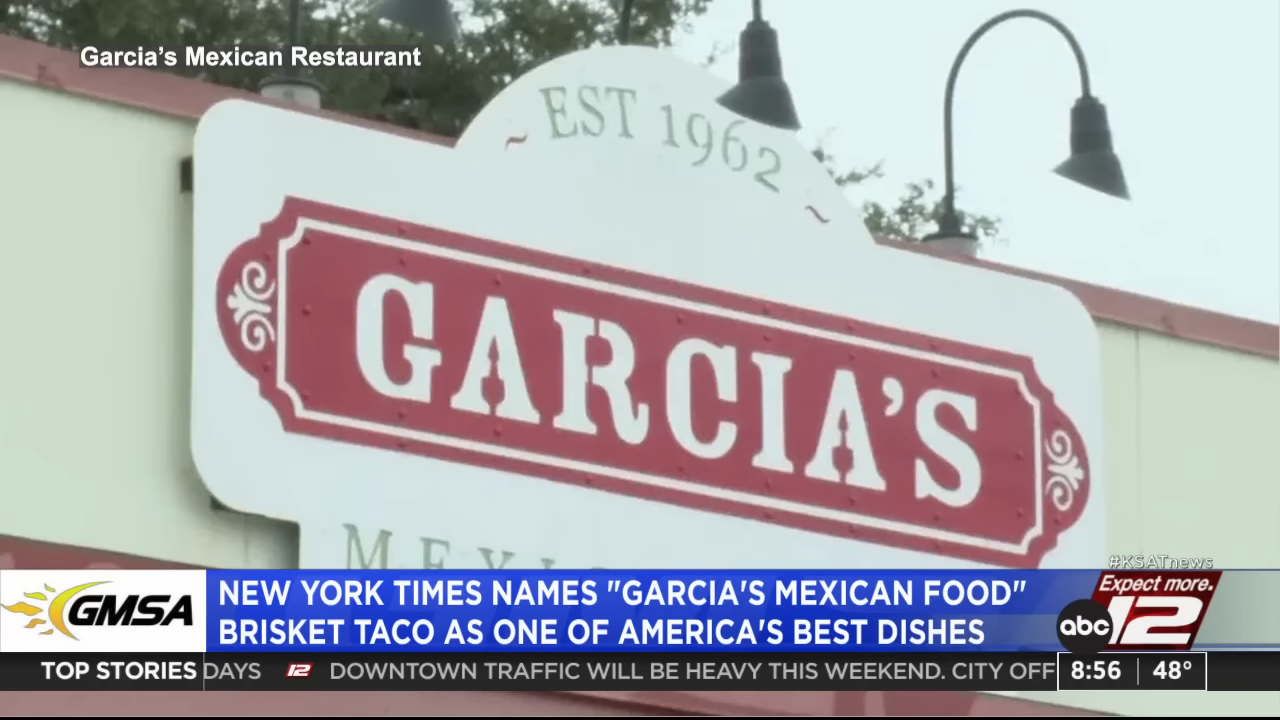 Garcia's Mexican Restaurant
EST 1962
GARCIA'S
#KSATnews
GMSA
NEW YORK TIMES NAMES "GARCIA'S MEXICAN FOOD"
BRISKET TACO AS ONE OF AMERICA'S BEST DISHES
Expect more.
abc 12
TOP STORIES DAYS 12 DOWNTOWN TRAFFIC WILL BE HEAVY THIS WEEKEND. CITY OFF 8:56 48°